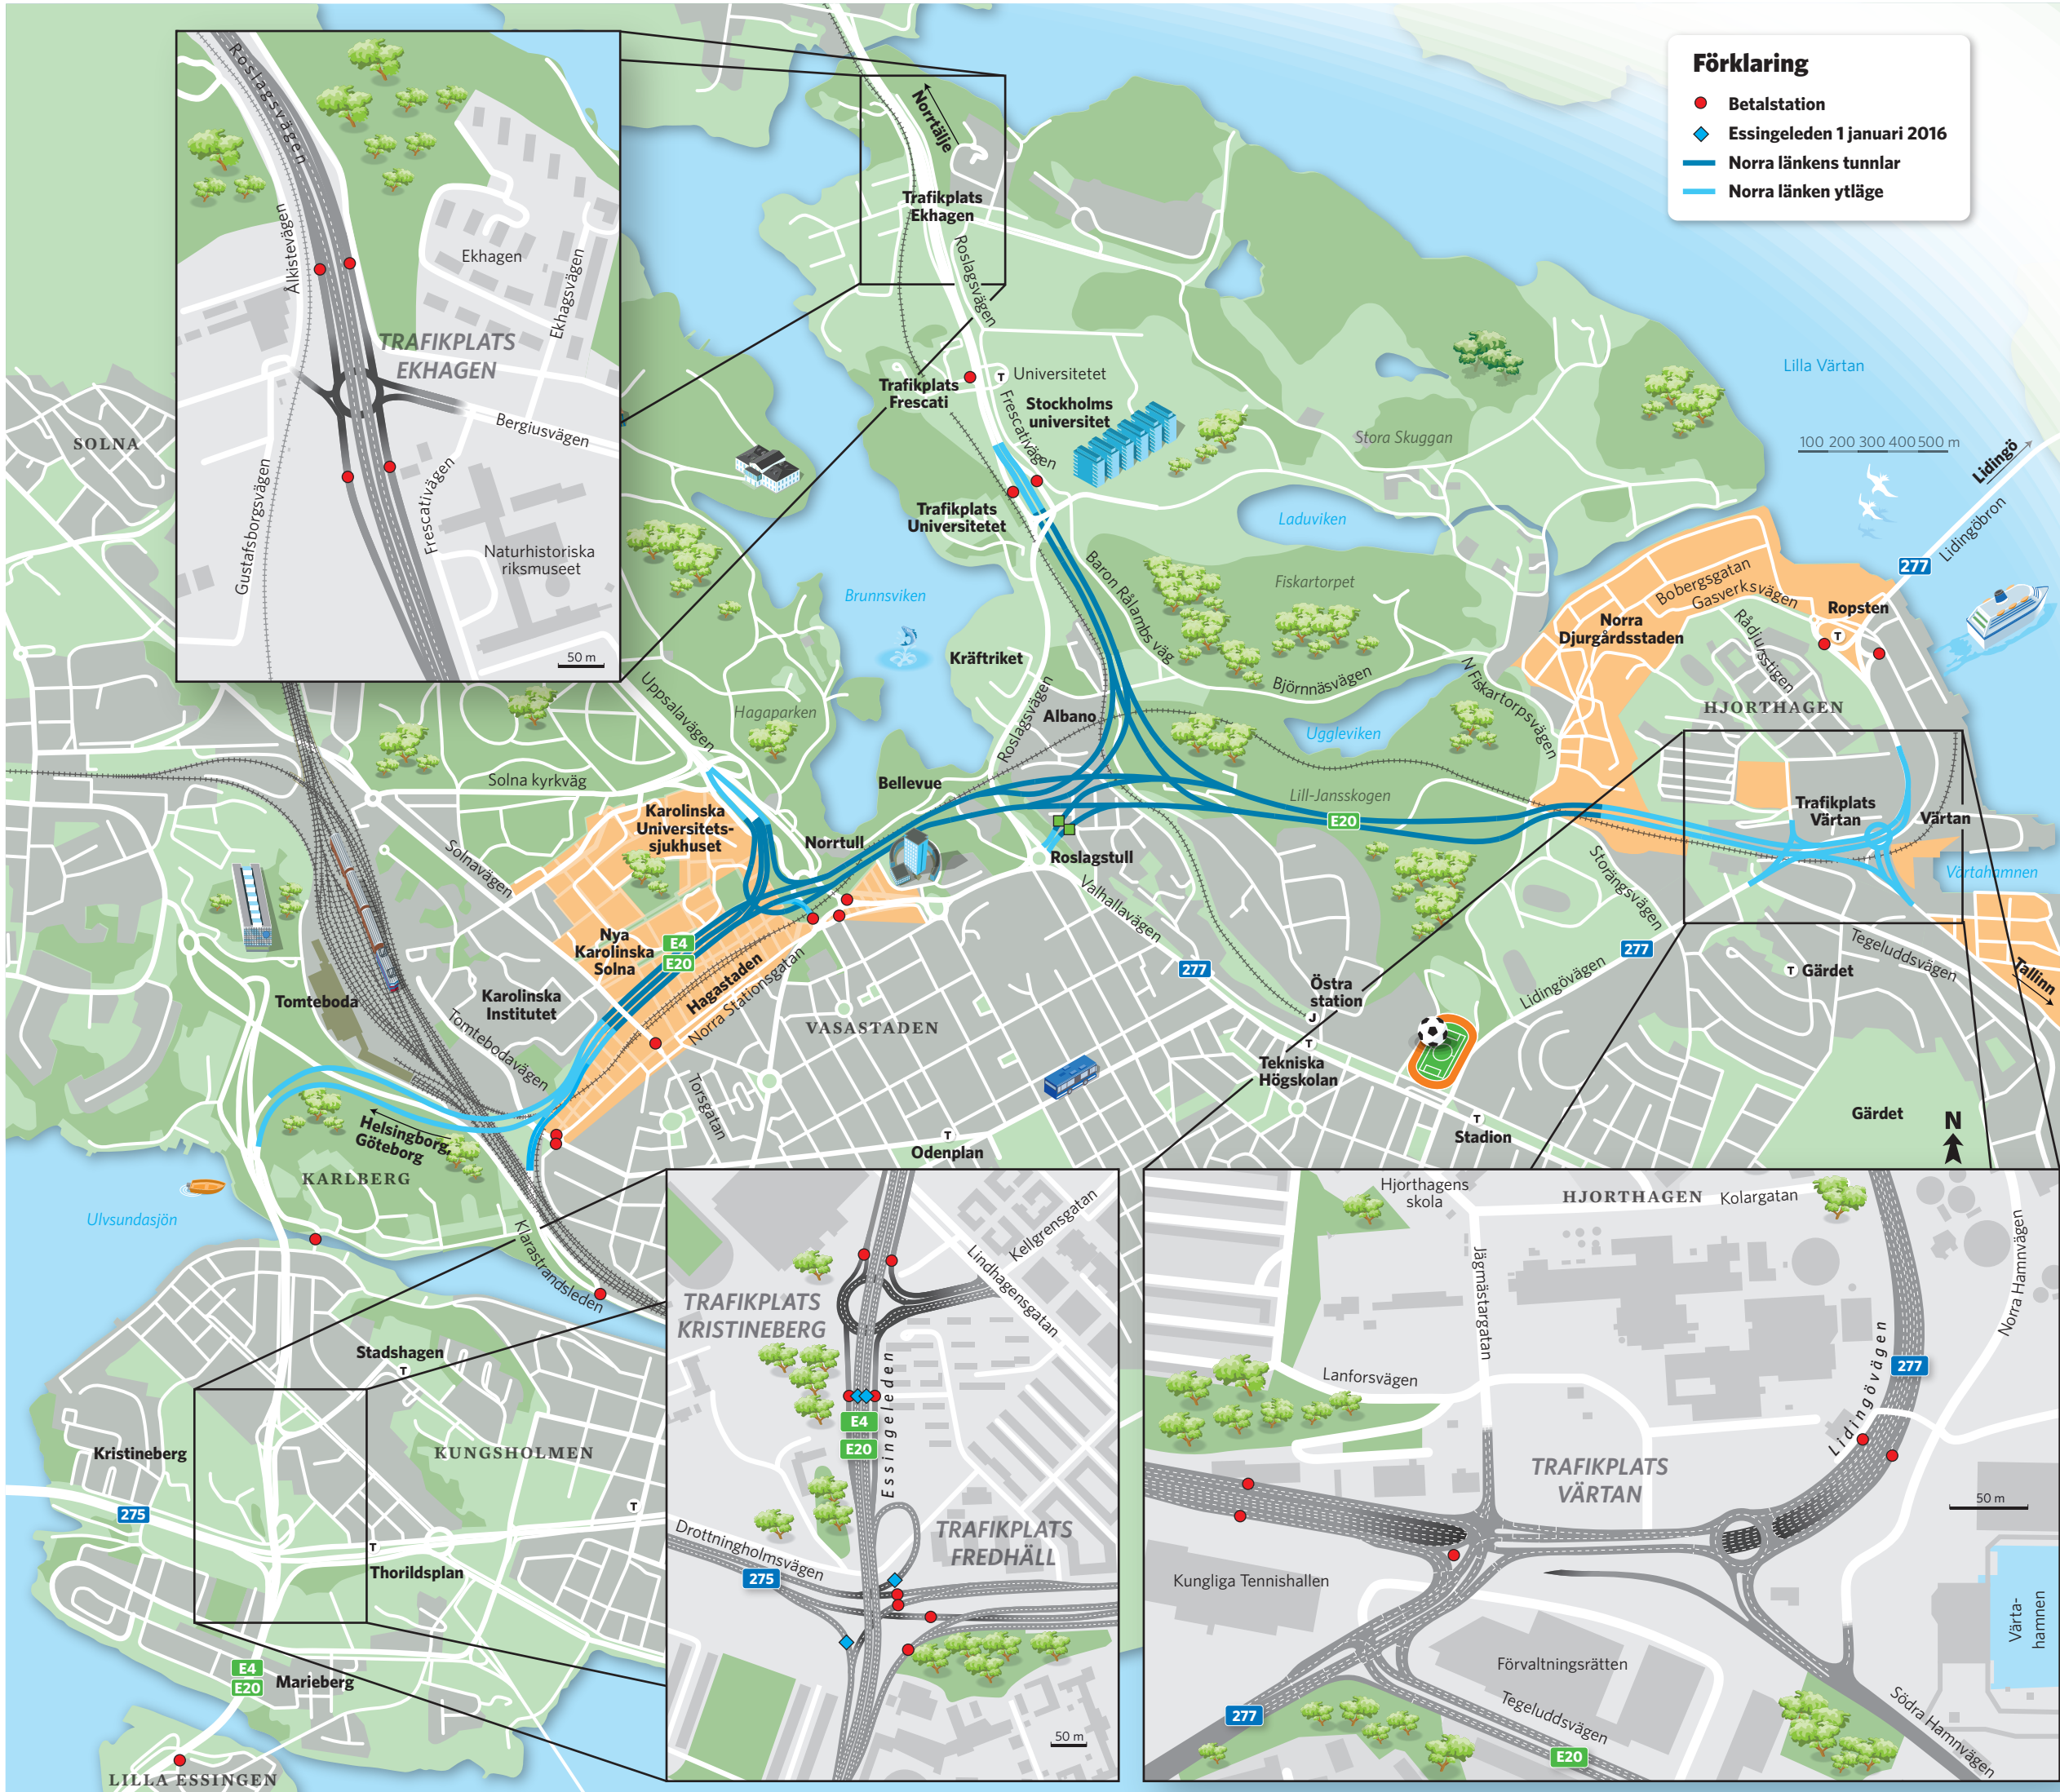 Förklaring
Betalstation
Essingeleden 1 januari 2016
Norra länkens tunnlar
Norra länken ytläge
Roslagsvägen
Ålkistevägen
Ekhagen
Ekhagsvägen
TRAFIKPLATS
EKHAGEN
Bergiusvägen
Gustafsborgsvägen
Frescativägen
Naturhistoriska
riksmuseet
50 m
Norrtälje
Trafikplats
Ekhagen
Roslagsvägen
Trafikplats
Frescati
T
Universitetet
Frescativägen
Stockholms
universitet
Trafikplats
Universitetet
Stora Skuggan
Lilla Värtan
100 200 300 400 500 m
Lidingö
Lidingöbron
277
SOLNA
Laduviken
Fiskartorpet
Brunnsviken
Baron Rålambs väg
Kräftriket
Björnnäsvägen
N Fiskartorpsvägen
Norra
Djurgårdsstaden
Bobergsgatan
Gasverksvägen
Ropsten
T
Rådjursstigen
HJORTHAGEN
Uppsalavägen
Hagaparken
Roslagsvägen
Albano
Uggleviken
Solna kyrkväg
Bellevue
Lill-Jansskogen
E20
Karolinska
Universitets-
sjukhuset
Norrtull
Roslagstull
Trafikplats
Värtan
Värtan
Värtahamnen
Solnavägen
Valhallavägen
Storängsvägen
277
277
Nya
Karolinska
Solna
E4
E20
Hagastaden
Norra Stationsgatan
Tegeluddsvägen
T
Gärdet
Tallinn
Lidingövägen
Tomteboda
Karolinska
Institutet
Tomtebodavägen
VASASTADEN
Östra
station
J
T
Tekniska
Högskolan
Torsgatan
Helsingborg,
Göteborg
T
Odenplan
T
Stadion
Gärdet
N
KARLBERG
Ulvsundasjön
Klarastrandsleden
Stadshagen
T
Kristineberg
KUNGSHOLMEN
275
T
T
Thorildsplan
E4
E20
Marieberg
LILLA ESSINGEN
Kellgrensgatan
Lindhagensgatan
TRAFIKPLATS
KRISTINEBERG
E4
E20
Essingeleden
TRAFIKPLATS
FREDHÄLL
Drottningholmsvägen
275
50 m
Hjorthagens
skola
HJORTHAGEN
Kolargatan
Jägmästargatan
Norra Hamnvägen
Lanforsvägen
Lidingövägen
277
TRAFIKPLATS
VÄRTAN
50 m
Kungliga Tennishallen
Värta-
hamnen
Förvaltningsrätten
277
Tegeluddsvägen
E20
Södra Hamnvägen